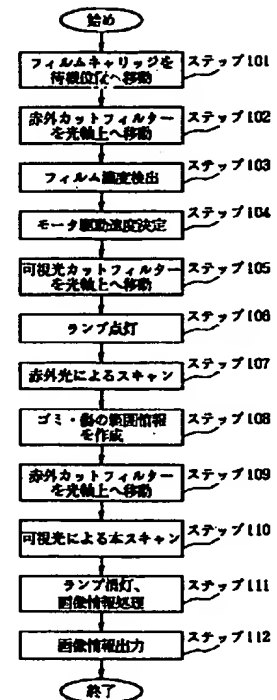 始め
フィルムキャリッジを ステップ101
待機位置へ移動
赤外カットフィルター ステップ102
を光軸上へ移動
フィルム濃度検出 ステップ103
モータ駆動速度決定 ステップ104
可視光カットフィルター ステップ105
を光軸上へ移動
ランプ点灯 ステップ106
赤外光によるスキャン ステップ107
ゴミ・傷の範囲情報 ステップ108
を作成
赤外カットフィルター ステップ109
を光軸上へ移動
可視光による本スキャン ステップ110
ランプ消灯、 ステップ111
画像情報処理
画像情報出力 ステップ112
終了